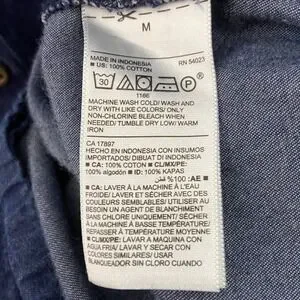 M
MADE IN INDONESIA RN 54023
■ US: 100% COTTON
30 P
1166
MACHINE WASH COLD/ WASH AND
DRY WITH LIKE COLORS/ ONLY
NON-CHLORINE BLEACH WHEN
NEEDED/ TUMBLE DRY LOW/ WARM
IRON
CA 17897
HECHO EN INDONESIA CON INSUMOS
IMPORTADOS/ DIBUAT DI INDONESIA
■ CA: 100% COTON ■ CL/MX/PE:
100% algodón ■ ID: 100% KAPAS
%100 :AE ■
■ CA: LAVER À LA MACHINE À L'EAU
FROIDE/ LAVER ET SÉCHER AVEC DES
COULEURS SEMBLABLES/ UTILISER AU
BESOIN UN AGENT DE BLANCHIMENT
SANS CHLORE UNIQUEMENT/ SÉCHER
À LA MACHINE À BASSE TEMPÉRATURE/
REPASSER À BASSE TEMPÉRATURE ■
CL/MX/PE: LAVAR A MAQUINA CON
AGUA FRIA/ LAVAR Y SECAR CON
COLORES SIMILARES/ USAR
BLANQUEADOR SIN CLORO CUANDO